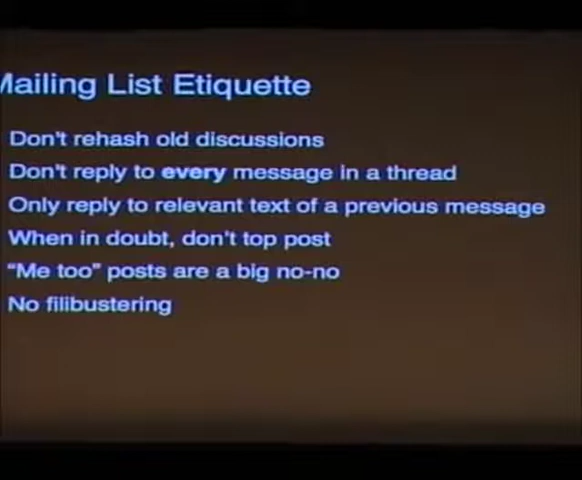 Mailing List Etiquette
Don't rehash old discussions
Don't reply to every message in a thread
Only reply to relevant text of a previous message
When in doubt, don't top post
“Me too” posts are a big no-no
No filibustering